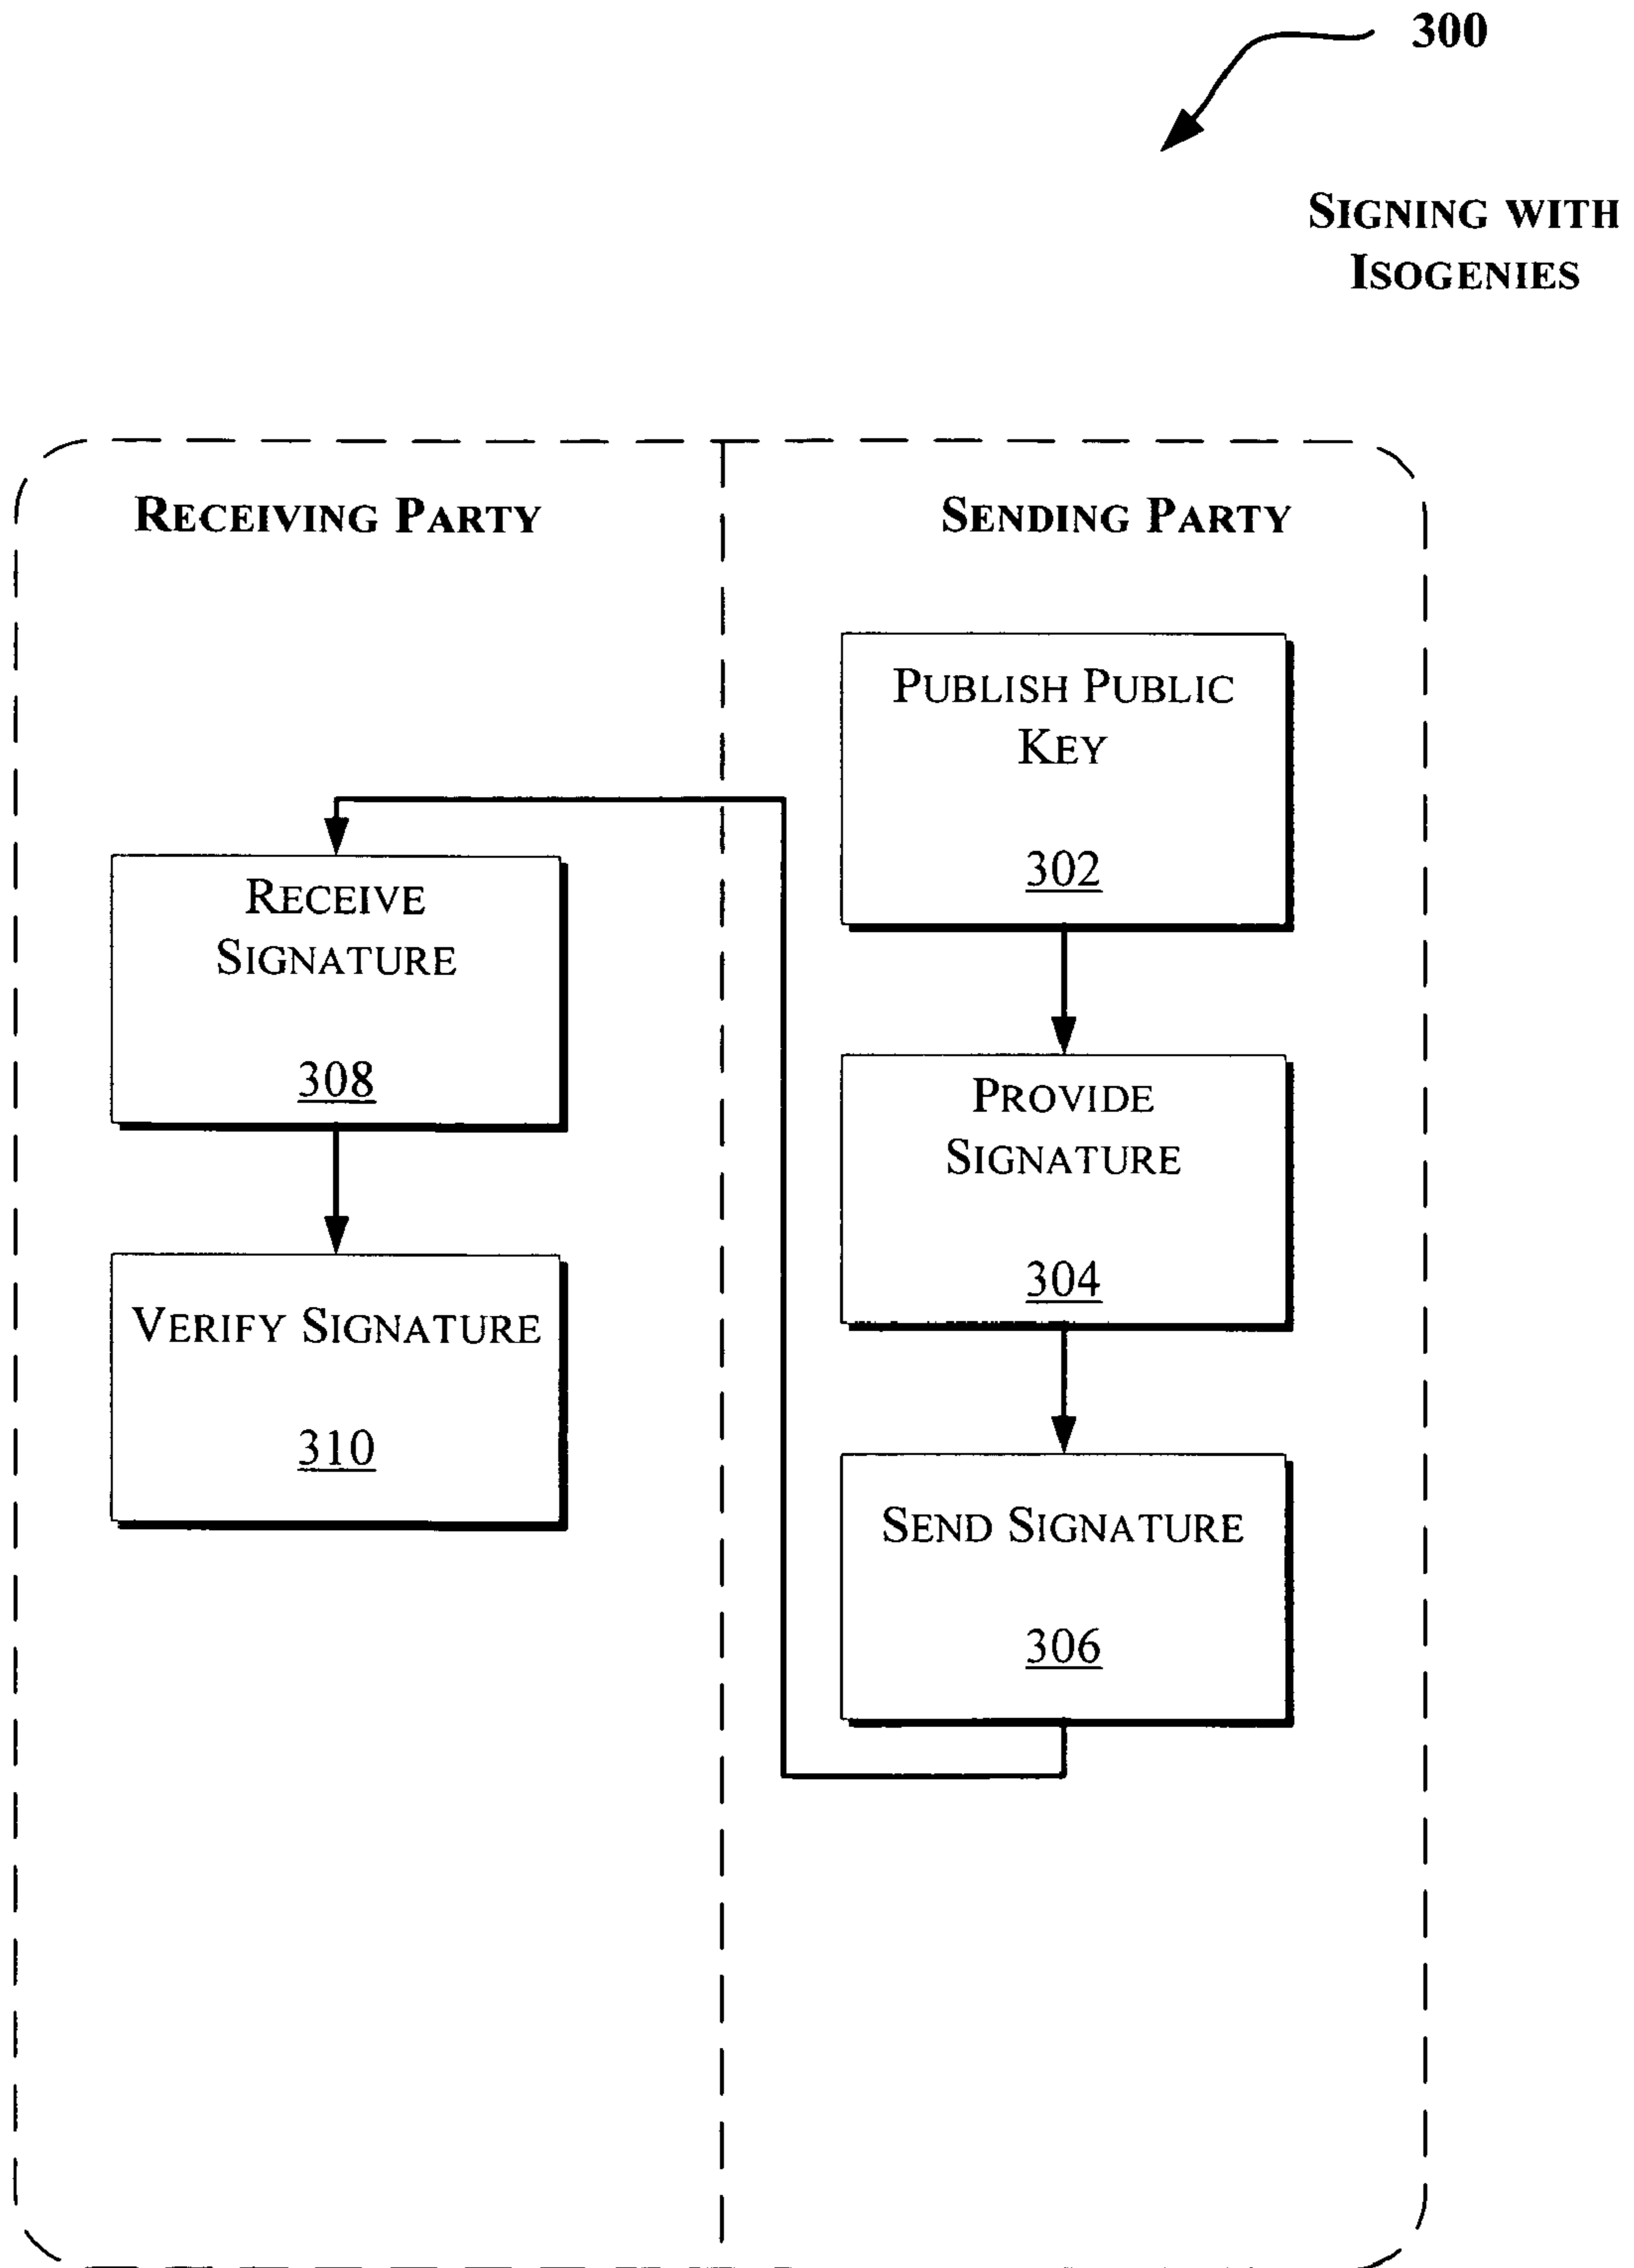 300
SIGNING WITH
ISOGENIES
RECEIVING PARTY
SENDING PARTY
PUBLISH PUBLIC
KEY
302
RECEIVE
SIGNATURE
308
PROVIDE
SIGNATURE
304
VERIFY SIGNATURE
310
SEND SIGNATURE
306